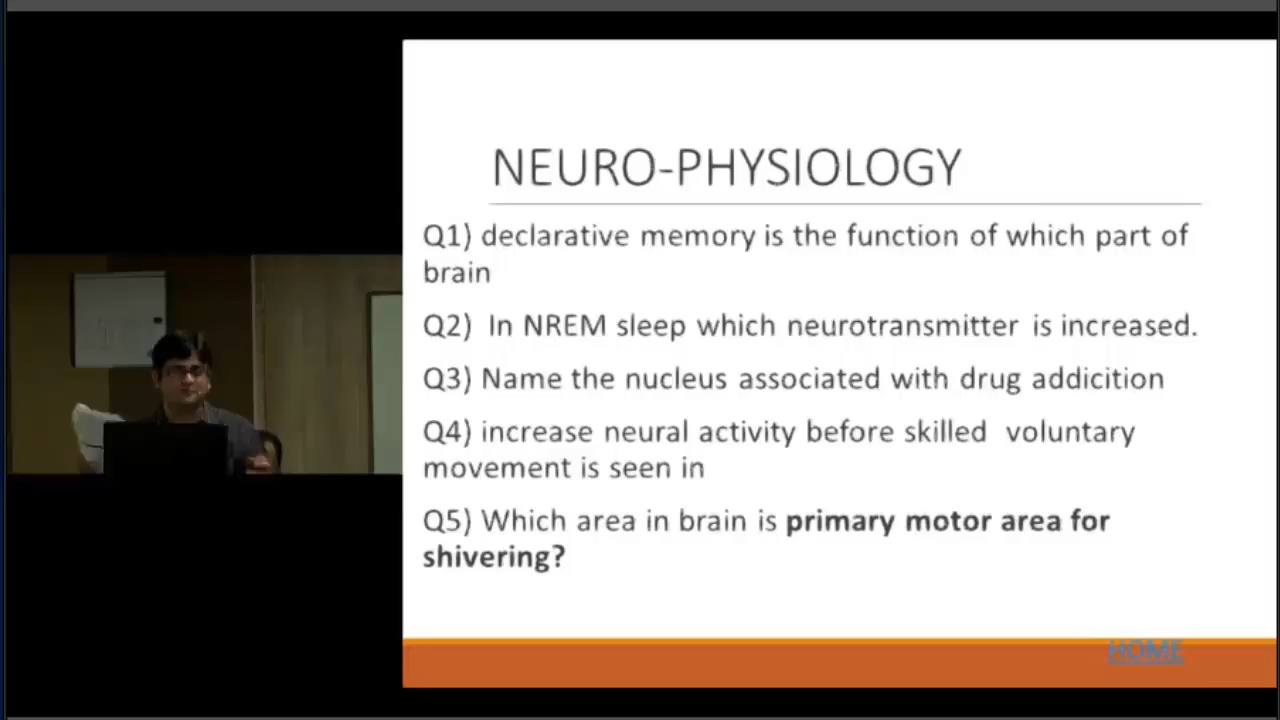 NEURO-PHYSIOLOGY
Q1) declarative memory is the function of which part of
brain
Q2) In NREM sleep which neurotransmitter is increased.
Q3) Name the nucleus associated with drug addicition
Q4) increase neural activity before skilled voluntary
movement is seen in
Q5) Which area in brain is primary motor area for
shivering?
HOME